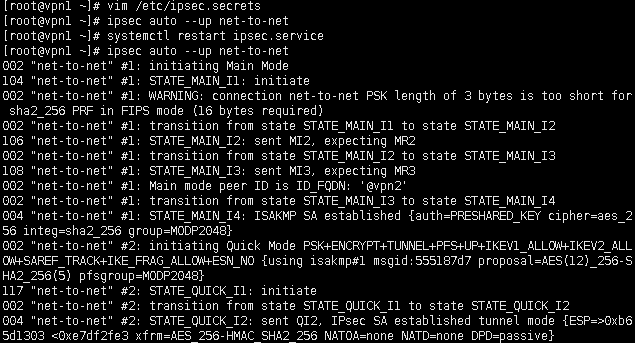 [root@vpn1 ~]# vim /etc/ipsec.secrets
[root@vpn1 ~]# ipsec auto --up net-to-net
[root@vpn1 ~]# systemctl restart ipsec.service
[root@vpn1 ~]# ipsec auto --up net-to-net
002 "net-to-net" #1: initiating Main Mode
104 "net-to-net" #1: STATE_MAIN_I1: initiate
002 "net-to-net" #1: WARNING: connection net-to-net PSK length of 3 bytes is too short for
sha2_256 PRF in FIPS mode (16 bytes required)
002 "net-to-net" #1: transition from state STATE_MAIN_I1 to state STATE_MAIN_I2
106 "net-to-net" #1: STATE_MAIN_I2: sent MI2, expecting MR2
002 "net-to-net" #1: transition from state STATE_MAIN_I2 to state STATE_MAIN_I3
108 "net-to-net" #1: STATE_MAIN_I3: sent MI3, expecting MR3
002 "net-to-net" #1: Main mode peer ID is ID_FQDN: '@vpn2'
002 "net-to-net" #1: transition from state STATE_MAIN_I3 to state STATE_MAIN_I4
004 "net-to-net" #1: STATE_MAIN_I4: ISAKMP SA established {auth=PRESHARED_KEY cipher=aes_2
56 integ=sha2_256 group=MODP2048}
002 "net-to-net" #2: initiating Quick Mode PSK+ENCRYPT+TUNNEL+PFS+UP+IKEV1_ALLOW+IKEV2_ALL
OW+SAREF_TRACK+IKE_FRAG_ALLOW+ESN_NO {using isakmp#1 msgid:555187d7 proposal=AES(12)_256-S
HA2_256(5) pfsgroup=MODP2048}
117 "net-to-net" #2: STATE_QUICK_I1: initiate
002 "net-to-net" #2: transition from state STATE_QUICK_I1 to state STATE_QUICK_I2
004 "net-to-net" #2: STATE_QUICK_I2: sent QI2, IPsec SA established tunnel mode {ESP=>0xb6
5d1303 <0xe7df2fe3 xfrm=AES_256-HMAC_SHA2_256 NATOA=none NATD=none DPD=passive}